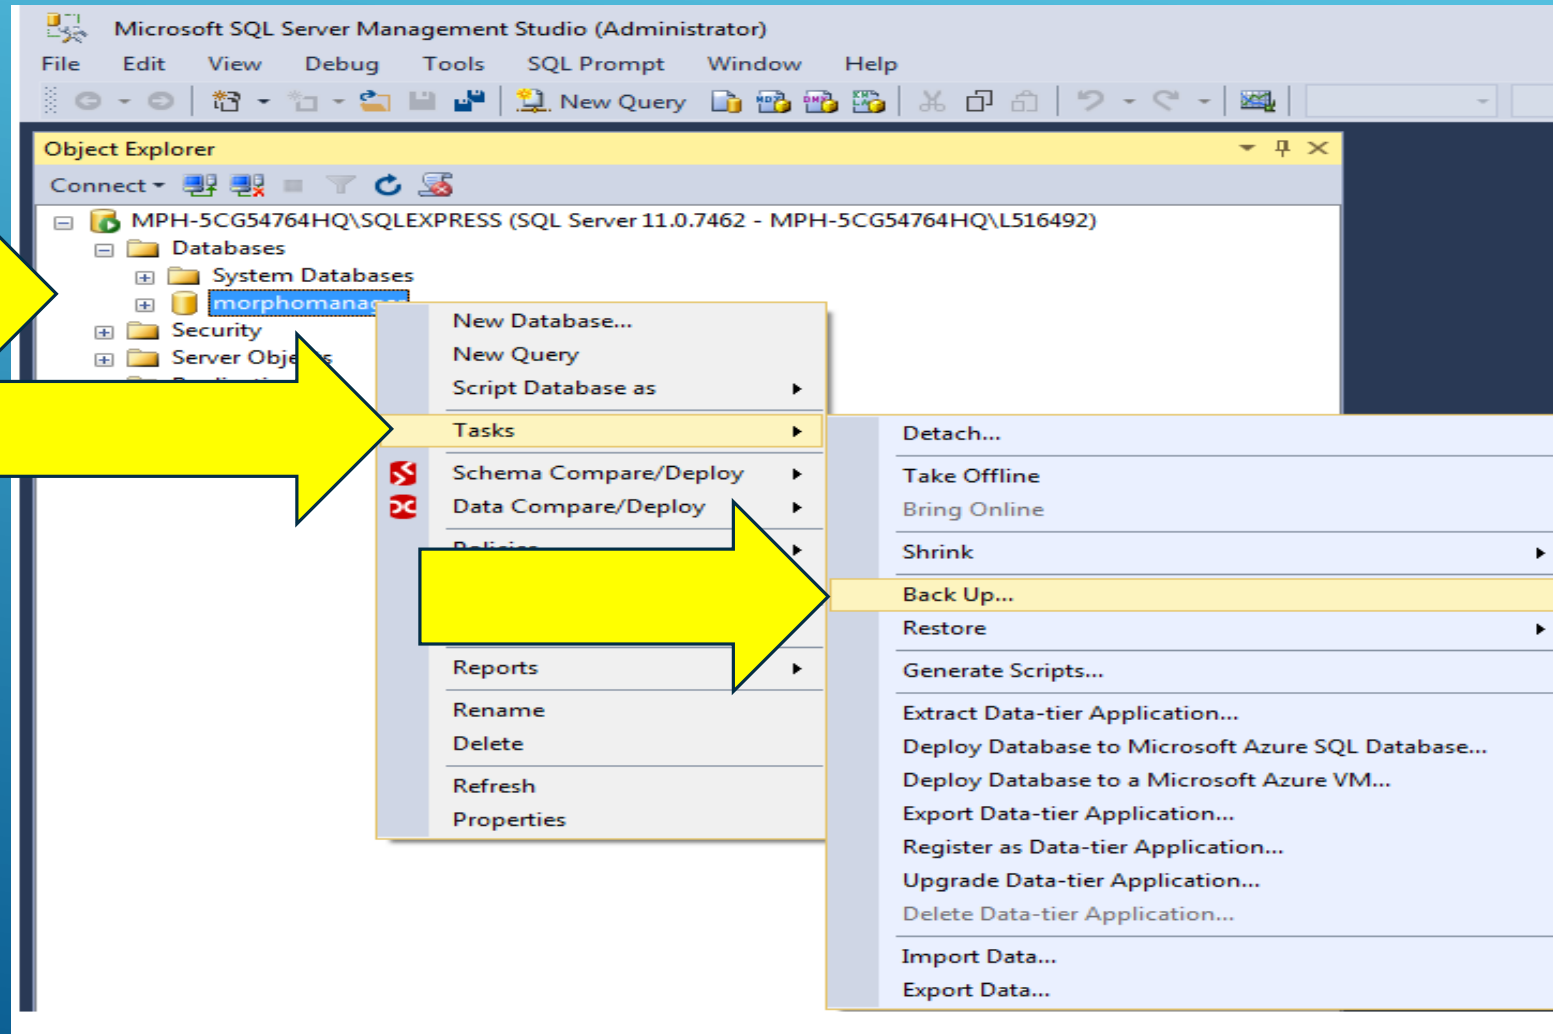 Microsoft SQL Server Management Studio (Administrator)
File Edit View Debug Tools SQL Prompt Window Help
New Query
Object Explorer
Connect
MPH-5CG54764HQ\SQLEXPRESS (SQL Server 11.0.7462 - MPH-5CG54764HQ\L516492)
Databases
System Databases
morphomanager
Security
Server Objects
New Database...
New Query
Script Database as
Tasks
Schema Compare/Deploy
Data Compare/Deploy
Policies
Reports
Rename
Delete
Refresh
Properties
Detach...
Take Offline
Bring Online
Shrink
Back Up...
Restore
Generate Scripts...
Extract Data-tier Application...
Deploy Database to Microsoft Azure SQL Database...
Deploy Database to a Microsoft Azure VM...
Export Data-tier Application...
Register as Data-tier Application...
Upgrade Data-tier Application...
Delete Data-tier Application...
Import Data...
Export Data...